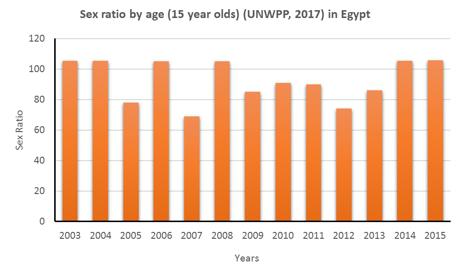 Sex ratio by age (15 year olds) (UNWPP, 2017) in Egypt
120
100
80
60
40
20
0
Sex Ratio
2003 2004 2005 2006 2007 2008 2009 2010 2011 2012 2013 2014 2015
Years